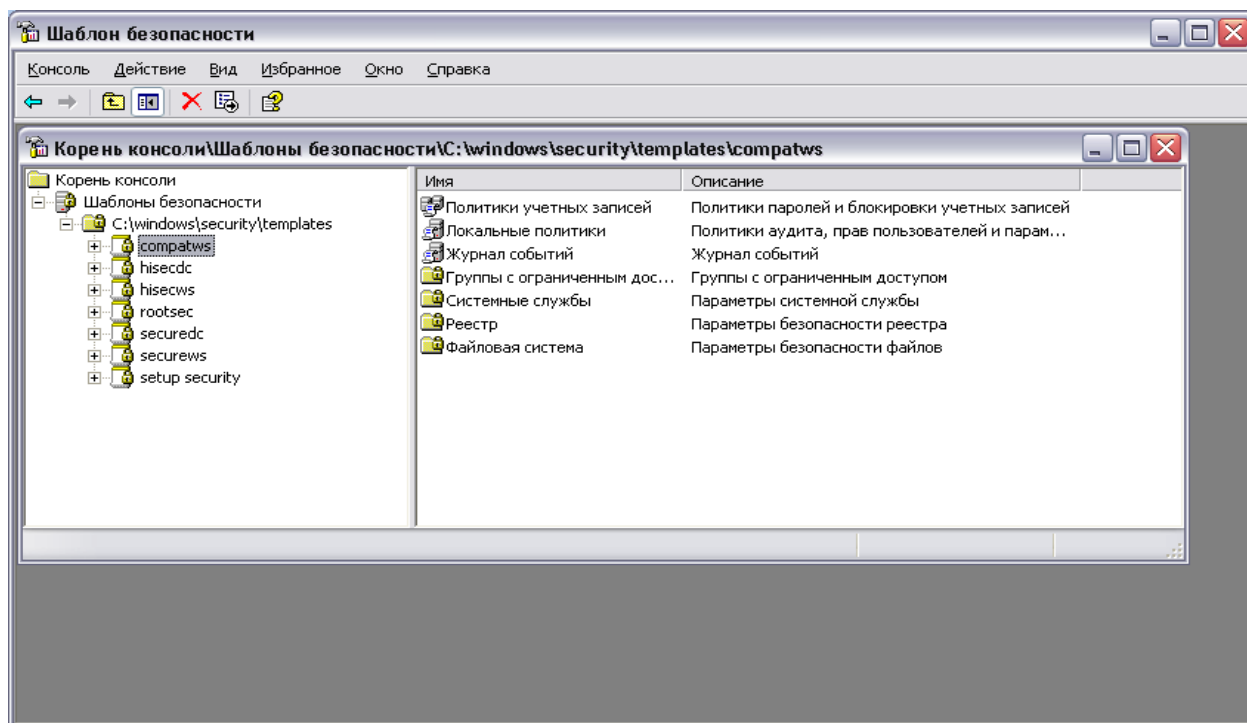 Шаблон безопасности
Консоль Действие Вид Избранное Окно Справка
Корень консоли\Шаблоны безопасности\C:\windows\security\templates\compatws
Корень консоли
Шаблоны безопасности
C:\windows\security\templates
compatws
hisecdc
hisecws
rootsec
securedc
securews
setup security
Имя Описание
Политики учетных записей Политики паролей и блокировки учетных записей
Локальные политики Политики аудита, прав пользователей и парам...
Журнал событий Журнал событий
Группы с ограниченным дос... Группы с ограниченным доступом
Системные службы Параметры системной службы
Реестр Параметры безопасности реестра
Файловая система Параметры безопасности файлов